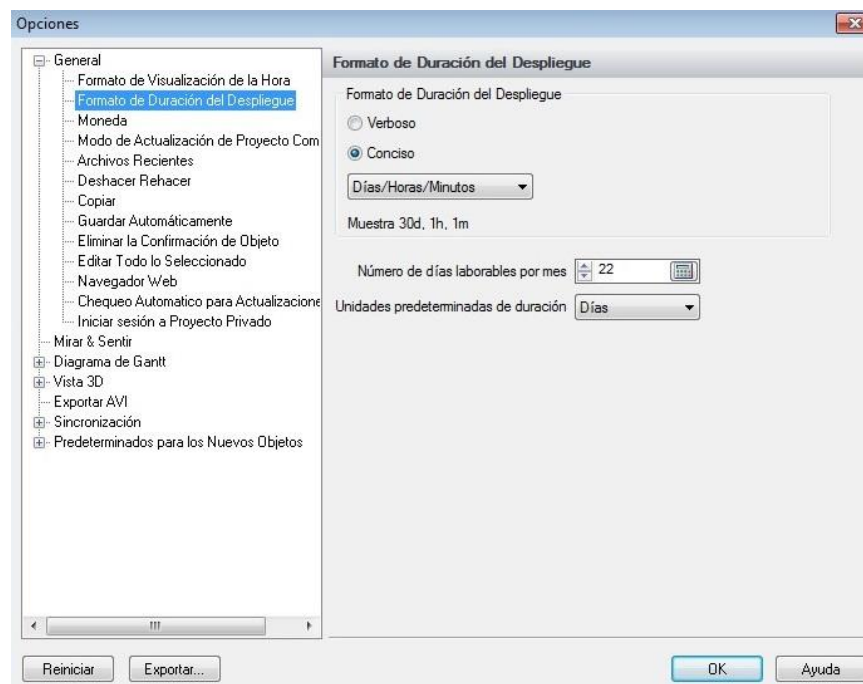 Opciones
General
Formato de Visualización de la Hora
Formato de Duración del Despliegue
Moneda
Modo de Actualización de Proyecto Com
Archivos Recientes
Deshacer Rehacer
Copiar
Guardar Automáticamente
Eliminar la Confirmación de Objeto
Editar Todo lo Seleccionado
Navegador Web
Chequeo Automatico para Actualizacione
Iniciar sesión a Proyecto Privado
Mirar & Sentir
Diagrama de Gantt
Vista 3D
Exportar AVI
Sincronización
Predeterminados para los Nuevos Objetos
Formato de Duración del Despliegue
Formato de Duración del Despliegue
Verboso
Conciso
Días/Horas/Minutos
Muestra 30d, 1h, 1m
Número de días laborables por mes 22
Unidades predeterminadas de duración Días
Reiniciar Exportar... OK Ayuda